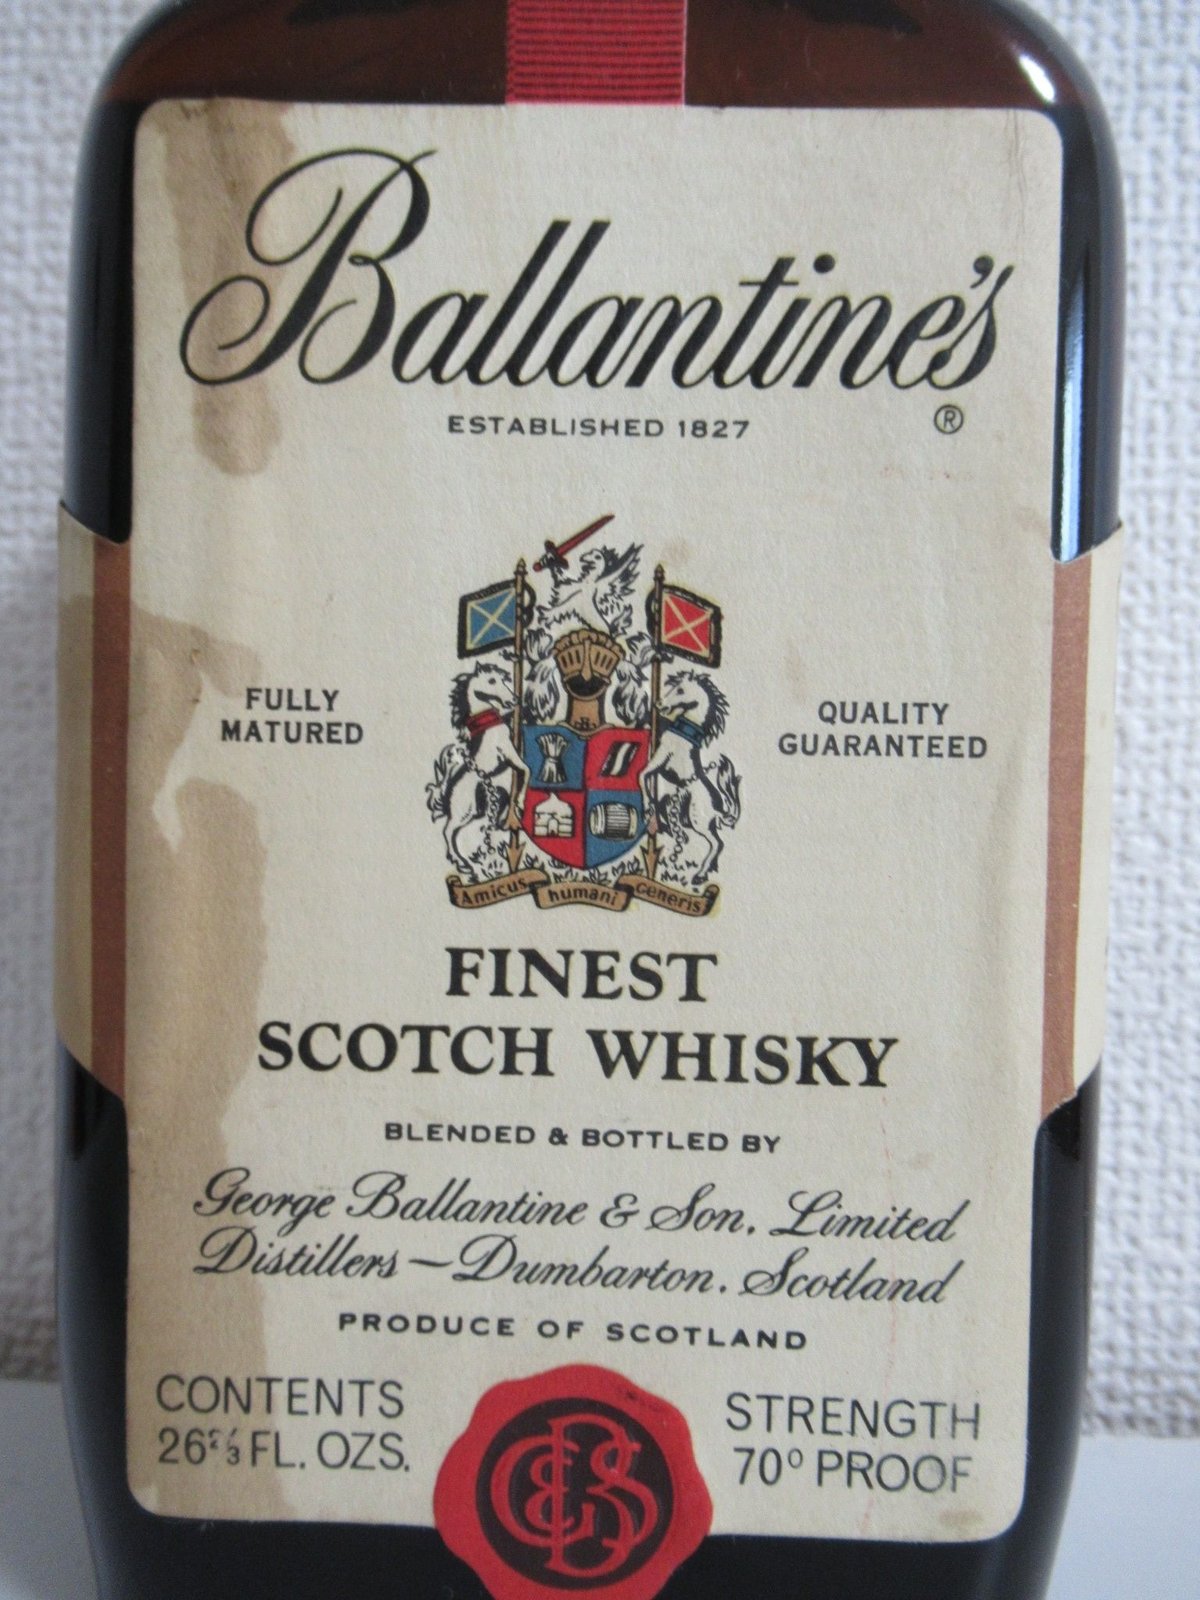 Ballantine's
ESTABLISHED 1827
®
FULLY
MATURED
QUALITY
GUARANTEED
Amicus humani generis
FINEST
SCOTCH WHISKY
BLENDED & BOTTLED BY
George Ballantine & Son. Limited
Distillers – Dumbarton. Scotland
PRODUCE OF SCOTLAND
CONTENTS
26⅔ FL. OZS.
STRENGTH
70º PROOF
GB&S